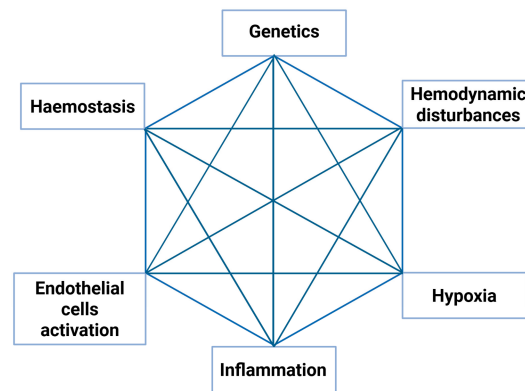 Genetics
Haemostasis
Hemodynamic
disturbances
Endothelial
cells
activation
Hypoxia
Inflammation